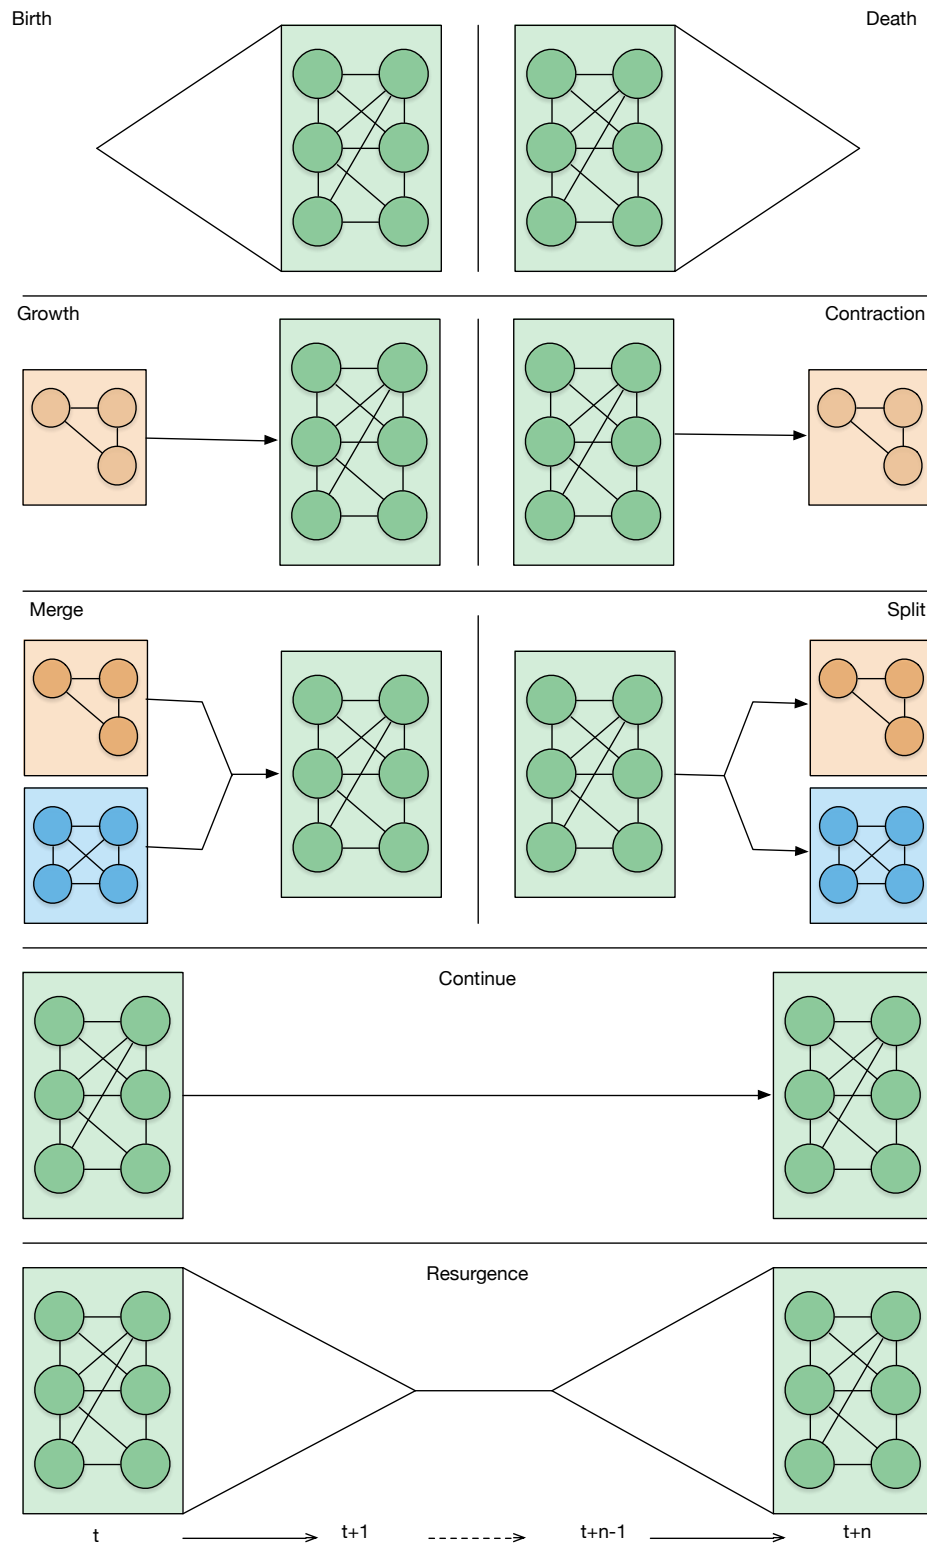 Birth
Death
Growth
Contraction
Merge
Split
Continue
Resurgence
t
t+1
t+n-1
t+n